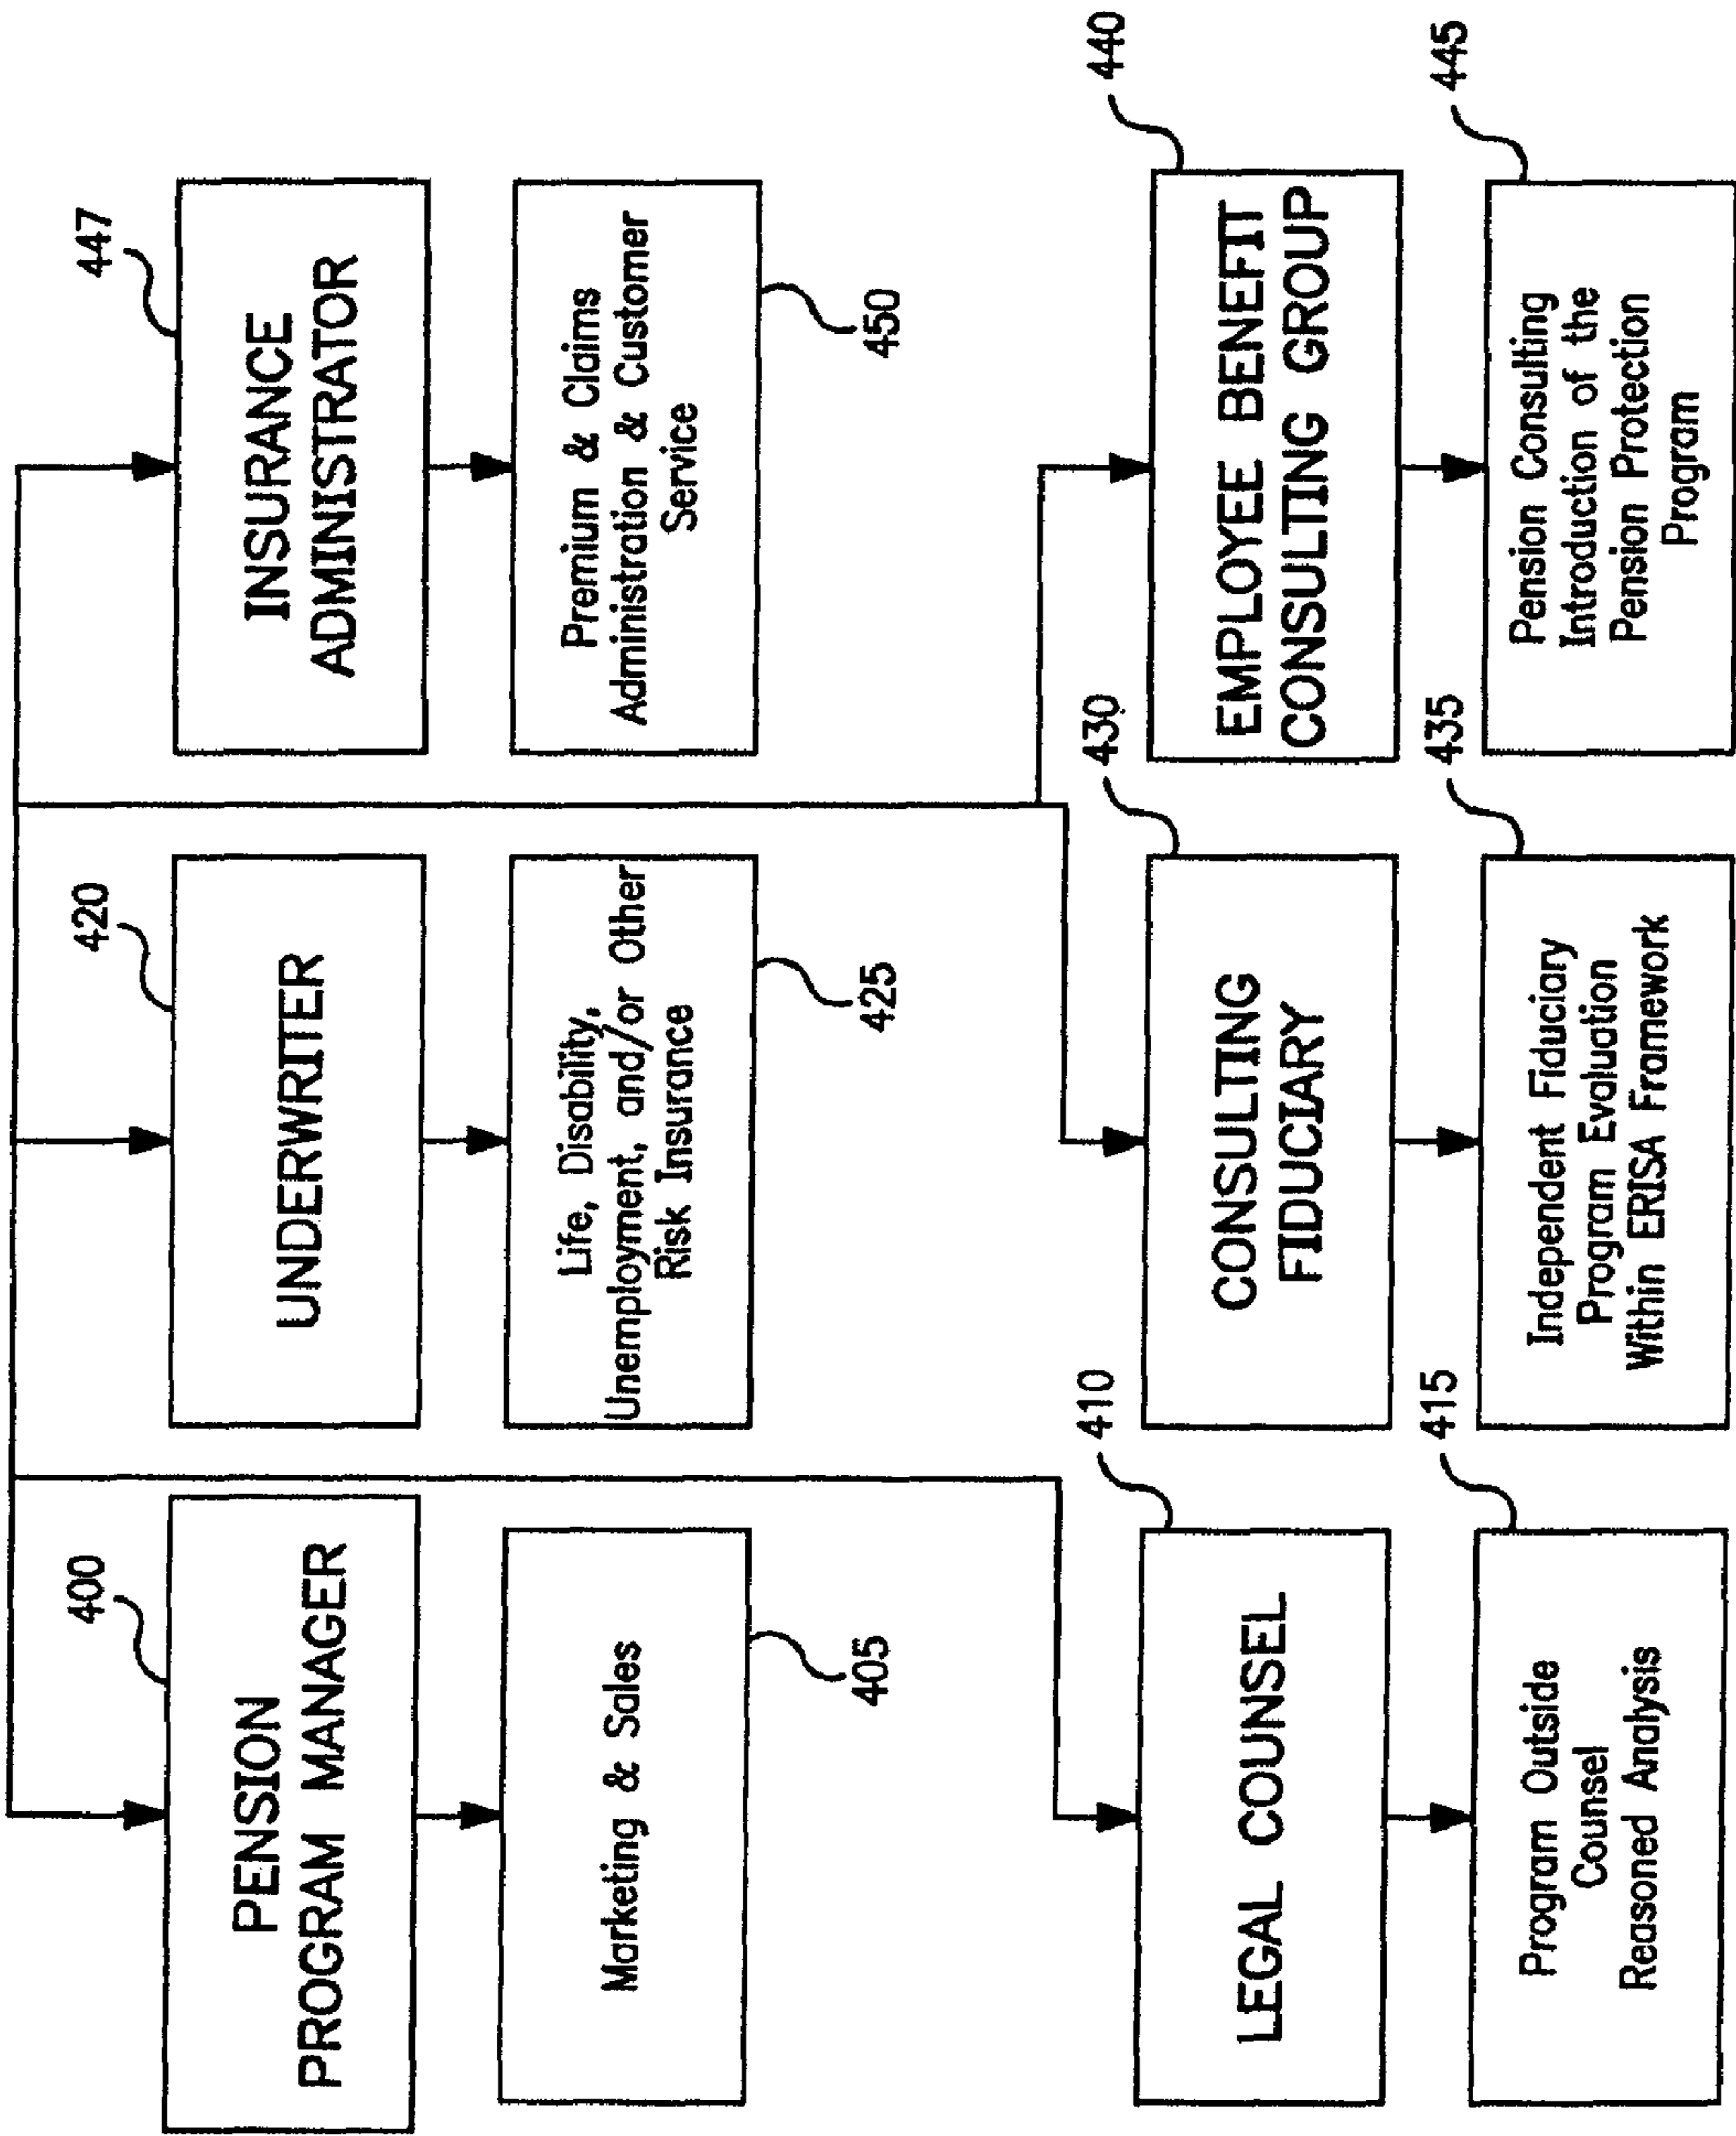 400
PENSION
PROGRAM MANAGER
Marketing & Sales
405
420
UNDERWRITER
Life, Disability,
Unemployment, and/or Other
Risk Insurance
425
447
INSURANCE
ADMINISTRATOR
Premium & Claims
Administration & Customer
Service
450
410
LEGAL COUNSEL
415
Program Outside
Counsel
Reasoned Analysis
430
CONSULTING
FIDUCIARY
435
Independent Fiduciary
Program Evaluation
Within ERISA Framework
440
EMPLOYEE BENEFIT
CONSULTING GROUP
445
Pension Consulting
Introduction of the
Pension Protection
Program